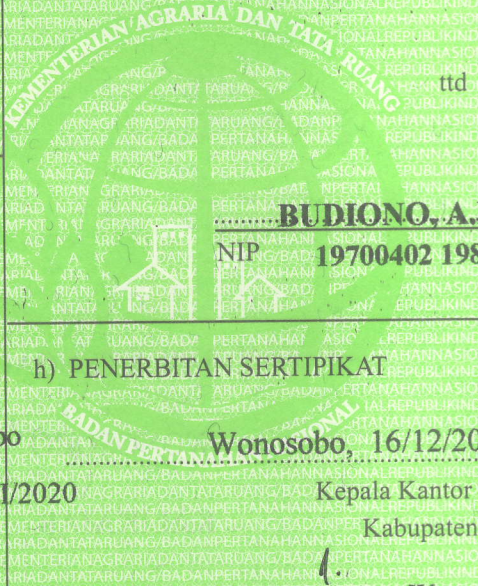 KEMENTERIAN AGRARIA DAN TATA RUANG
ttd
BUDIONO, A.
NIP 19700402 198
h) PENERBITAN SERTIPIKAT
BADAN PERTANAHAN NASIONAL
Wonosobo, 16/12/20
I/2020
Kepala Kantor
Kabupaten